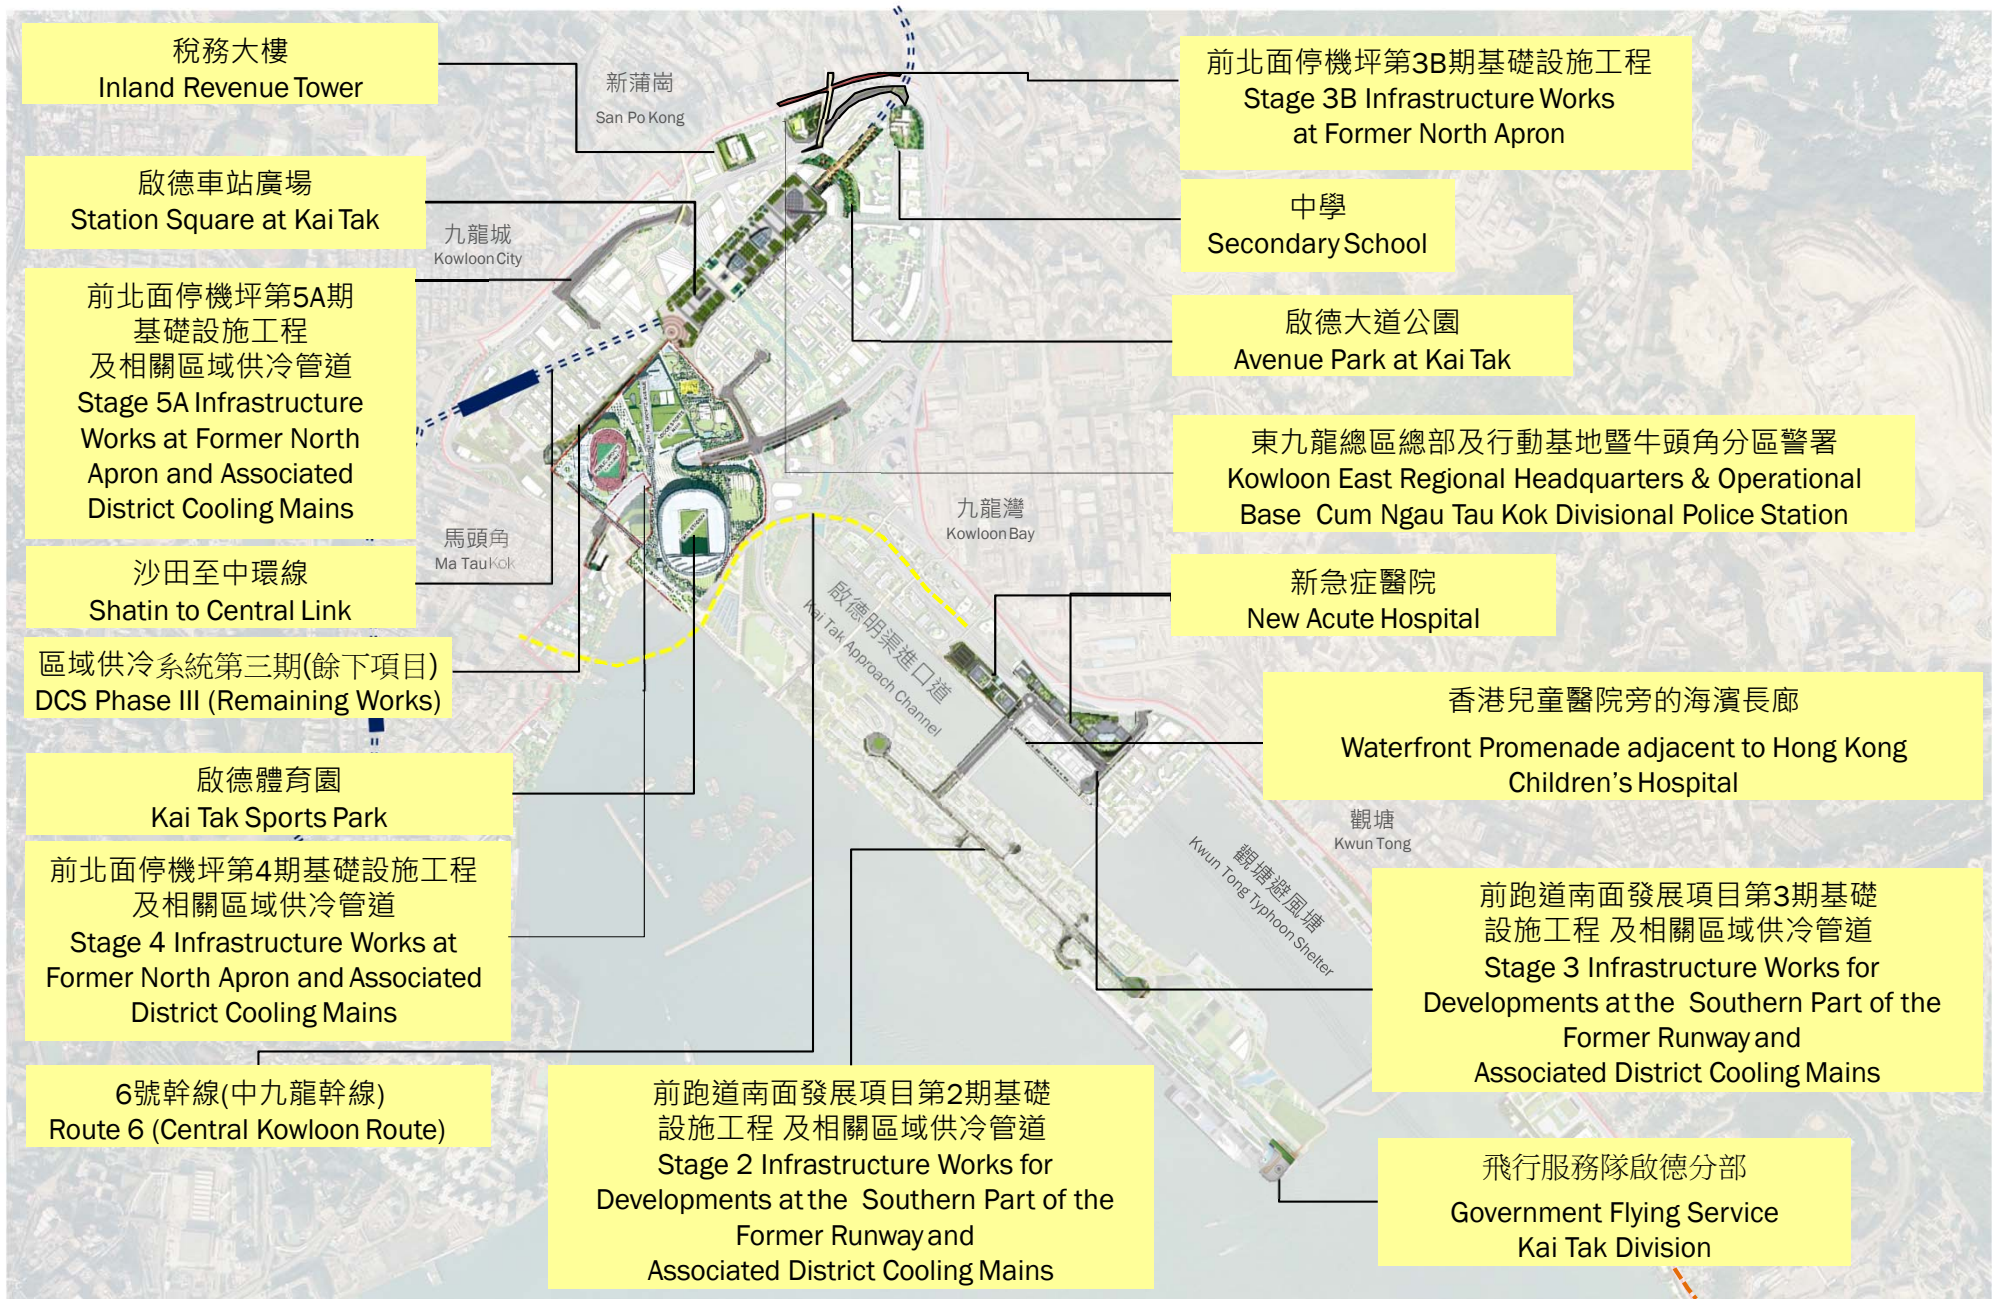 稅務大樓
Inland Revenue Tower
啟德車站廣場
Station Square at Kai Tak
前北面停機坪第5A期
基礎設施工程
及相關區域供冷管道
Stage 5A Infrastructure
Works at Former North
Apron and Associated
District Cooling Mains
沙田至中環線
Shatin to Central Link
區域供冷系統第三期(餘下項目)
DCS Phase III (Remaining Works)
啟德體育園
Kai Tak Sports Park
前北面停機坪第4期基礎設施工程
及相關區域供冷管道
Stage 4 Infrastructure Works at
Former North Apron and Associated
District Cooling Mains
6號幹線(中九龍幹線)
Route 6 (Central Kowloon Route)
新蒲崗
San Po Kong
九龍城
Kowloon City
馬頭角
Ma Tau Kok
九龍灣
Kowloon Bay
啟德明渠進口道
Kai Tak Approach Channel
觀塘
Kwun Tong
觀塘避風塘
Kwun Tong Typhoon Shelter
前跑道南面發展項目第2期基礎
設施工程 及相關區域供冷管道
Stage 2 Infrastructure Works for
Developments at the Southern Part of the
Former Runway and
Associated District Cooling Mains
前北面停機坪第3B期基礎設施工程
Stage 3B Infrastructure Works
at Former North Apron
中學
Secondary School
啟德大道公園
Avenue Park at Kai Tak
東九龍總區總部及行動基地暨牛頭角分區警署
Kowloon East Regional Headquarters & Operational
Base Cum Ngau Tau Kok Divisional Police Station
新急症醫院
New Acute Hospital
香港兒童醫院旁的海濱長廊
Waterfront Promenade adjacent to Hong Kong
Children's Hospital
前跑道南面發展項目第3期基礎
設施工程 及相關區域供冷管道
Stage 3 Infrastructure Works for
Developments at the Southern Part of the
Former Runway and
Associated District Cooling Mains
飛行服務隊啟德分部
Government Flying Service
Kai Tak Division